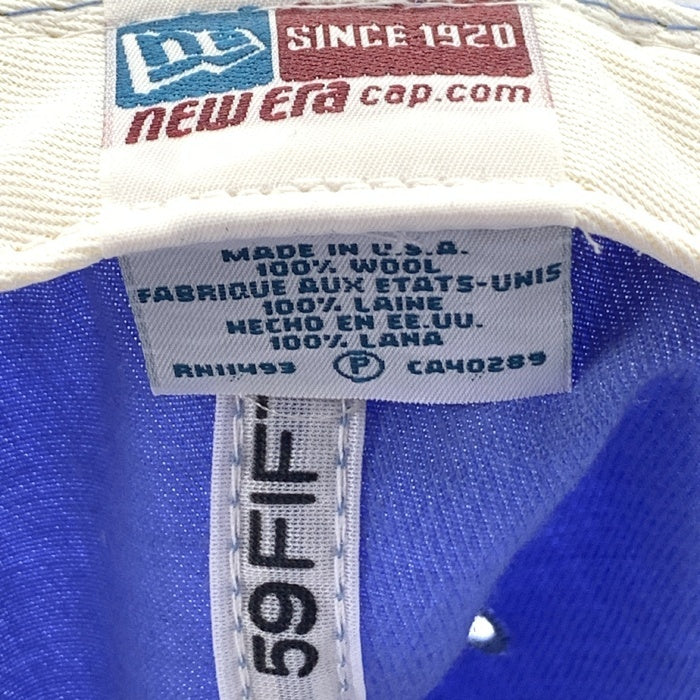 SINCE 1920
NEW ERA cap.com
MADE IN U.S.A.
100% WOOL
FABRIQUE AUX ETATS-UNIS
100% LAINE
HECHO EN EE.UU.
100% LANA
RN11493 P CA40289
59FIF